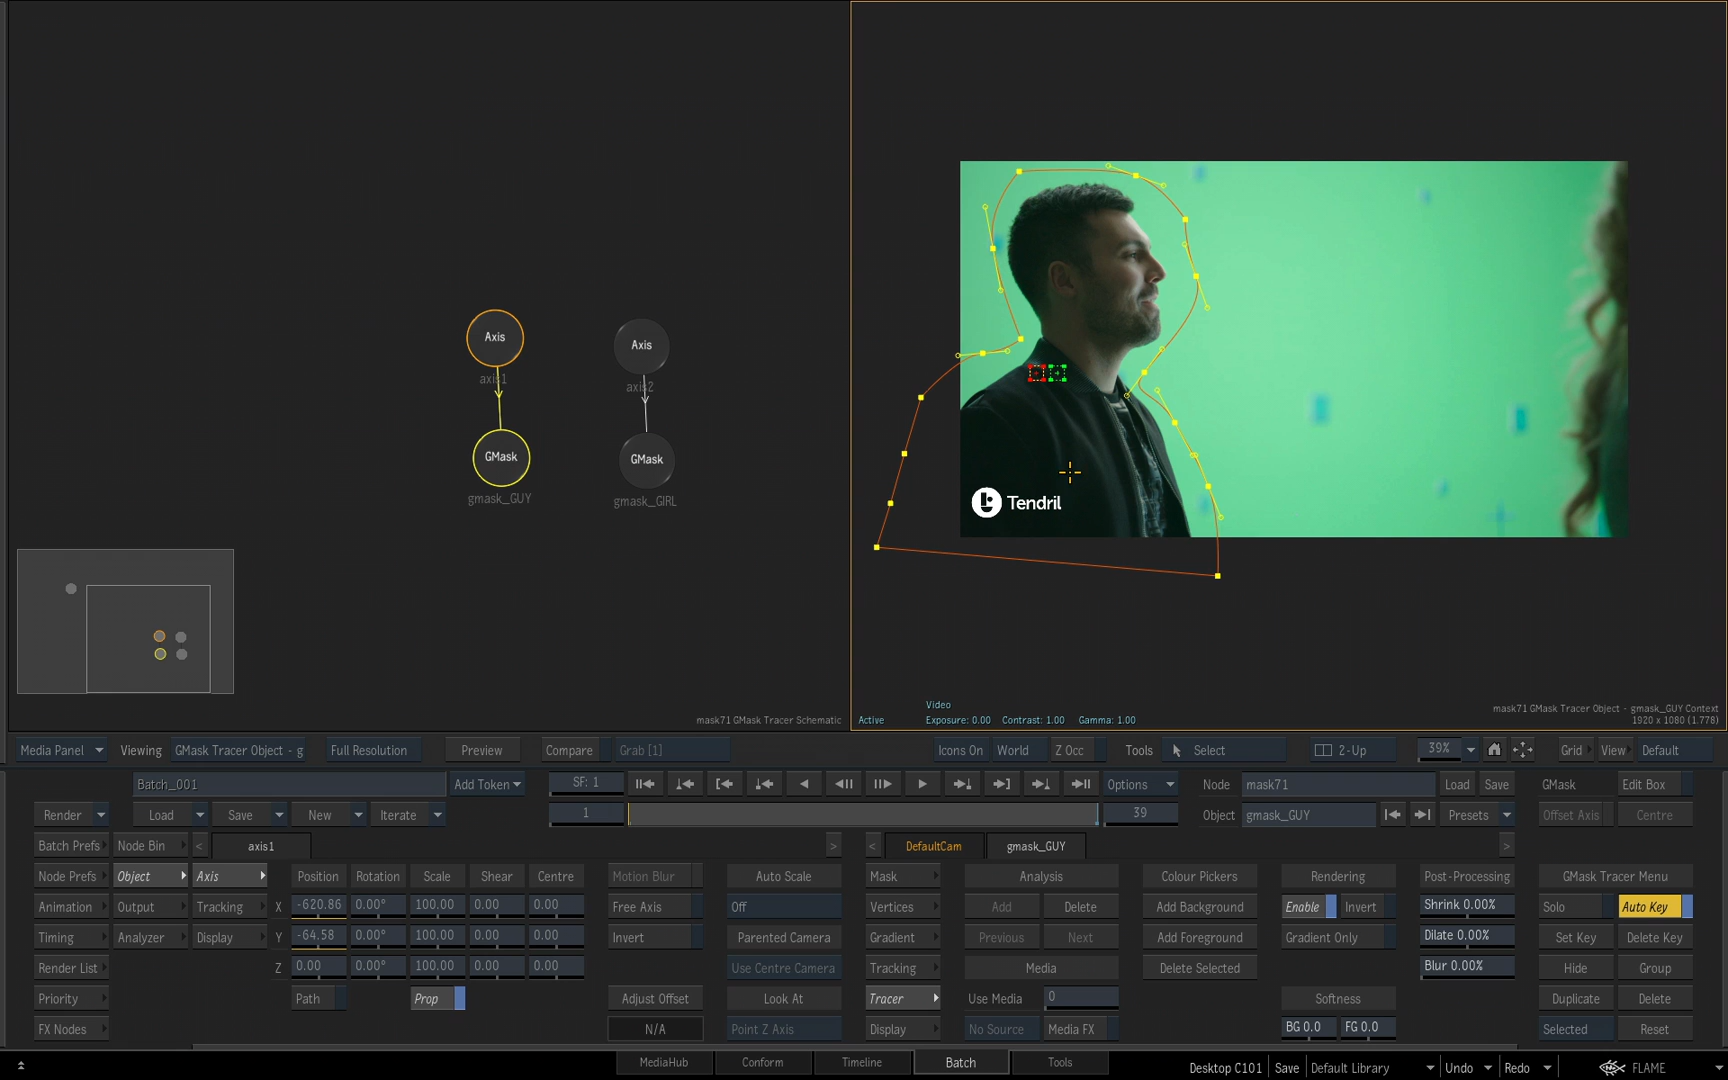 Axis
axis1
GMask
gmask_GUY
Axis
axis2
GMask
gmask_GIRL
mask71 GMask Tracer Schematic
Tendril
Video
Active Exposure: 0.00 Contrast: 1.00 Gamma: 1.00
mask71 GMask Tracer Object - gmask_GUY Context
1920 x 1080 (1.778)
Media Panel Viewing GMask Tracer Object - g Full Resolution Preview Compare Grab [1] Icons On World Z Occ Tools Select 2-Up 39% Grid View Default
Batch_001 Add Token SF: 1 Options Node mask71 Load Save GMask Edit Box
Render Load Save New Iterate 1 39 Object gmask_GUY Presets Offset Axis Centre
Batch Prefs Node Bin < axis1 > < DefaultCam gmask_GUY >
Node Prefs Object Axis Position Rotation Scale Shear Centre Motion Blur Auto Scale Mask Analysis Colour Pickers Rendering Post-Processing GMask Tracer Menu
Animation Output Tracking X -620.86 0.00° 100.00 0.00 0.00 Free Axis Off Vertices Add Delete Add Background Enable Invert Shrink 0.00% Solo Auto Key
Timing Analyzer Display Y -64.58 0.00° 100.00 0.00 0.00 Invert Parented Camera Gradient Previous Next Add Foreground Gradient Only Dilate 0.00% Set Key Delete Key
Render List Z 0.00 0.00° 100.00 0.00 0.00 Use Centre Camera Tracking Media Delete Selected Blur 0.00% Hide Group
Priority Path Prop Adjust Offset Look At Tracer Use Media 0 Softness Duplicate Delete
FX Nodes N/A Point Z Axis Display No Source Media FX BG 0.0 FG 0.0 Selected Reset
MediaHub Conform Timeline Batch Tools Desktop C101 Save Default Library Undo Redo FLAME